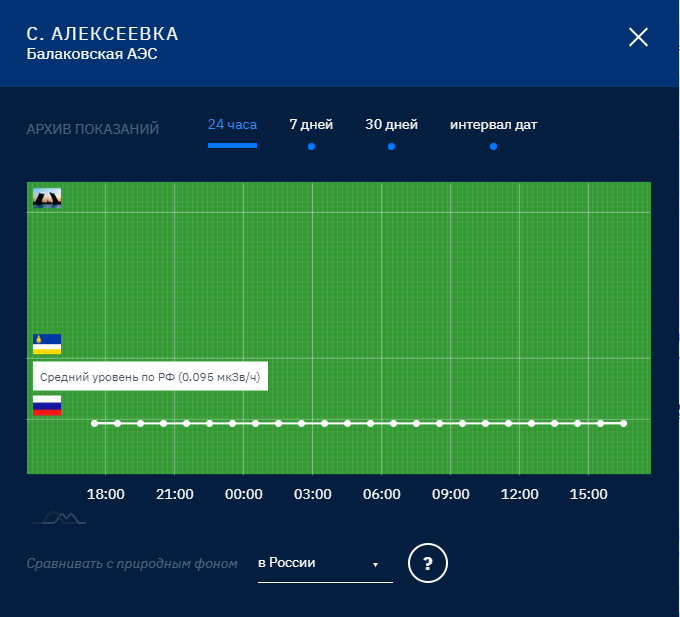 С. АЛЕКСЕЕВКА
Балаковская АЭС
АРХИВ ПОКАЗАНИЙ
24 часа
7 дней
30 дней
интервал дат
Средний уровень по РФ (0.095 мкЗв/ч)
18:00
21:00
00:00
03:00
06:00
09:00
12:00
15:00
Сравнивать с природным фоном
в России
?